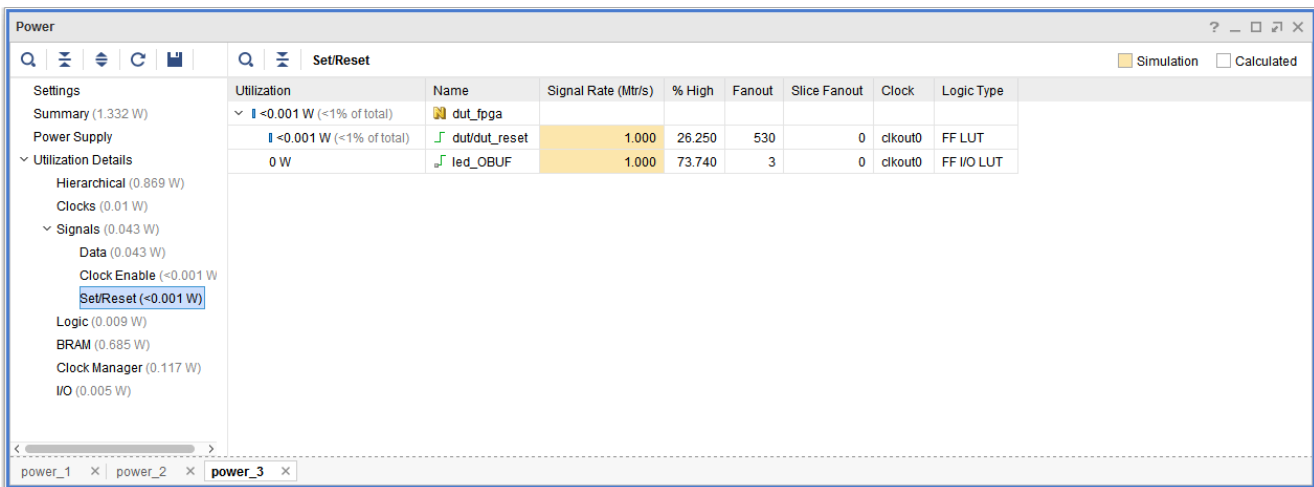 Power
Set/Reset
Simulation
Calculated
Settings
Summary (1.332 W)
Power Supply
Utilization Details
Hierarchical (0.869 W)
Clocks (0.01 W)
Signals (0.043 W)
Data (0.043 W)
Clock Enable (<0.001 W
Set/Reset (<0.001 W)
Logic (0.009 W)
BRAM (0.685 W)
Clock Manager (0.117 W)
I/O (0.005 W)
Utilization Name Signal Rate (Mtr/s) % High Fanout Slice Fanout Clock Logic Type
<0.001 W (<1% of total) dut_fpga
<0.001 W (<1% of total) dut/dut_reset 1.000 26.250 530 0 clkout0 FF LUT
0 W led_OBUF 1.000 73.740 3 0 clkout0 FF I/O LUT
power_1 power_2 power_3